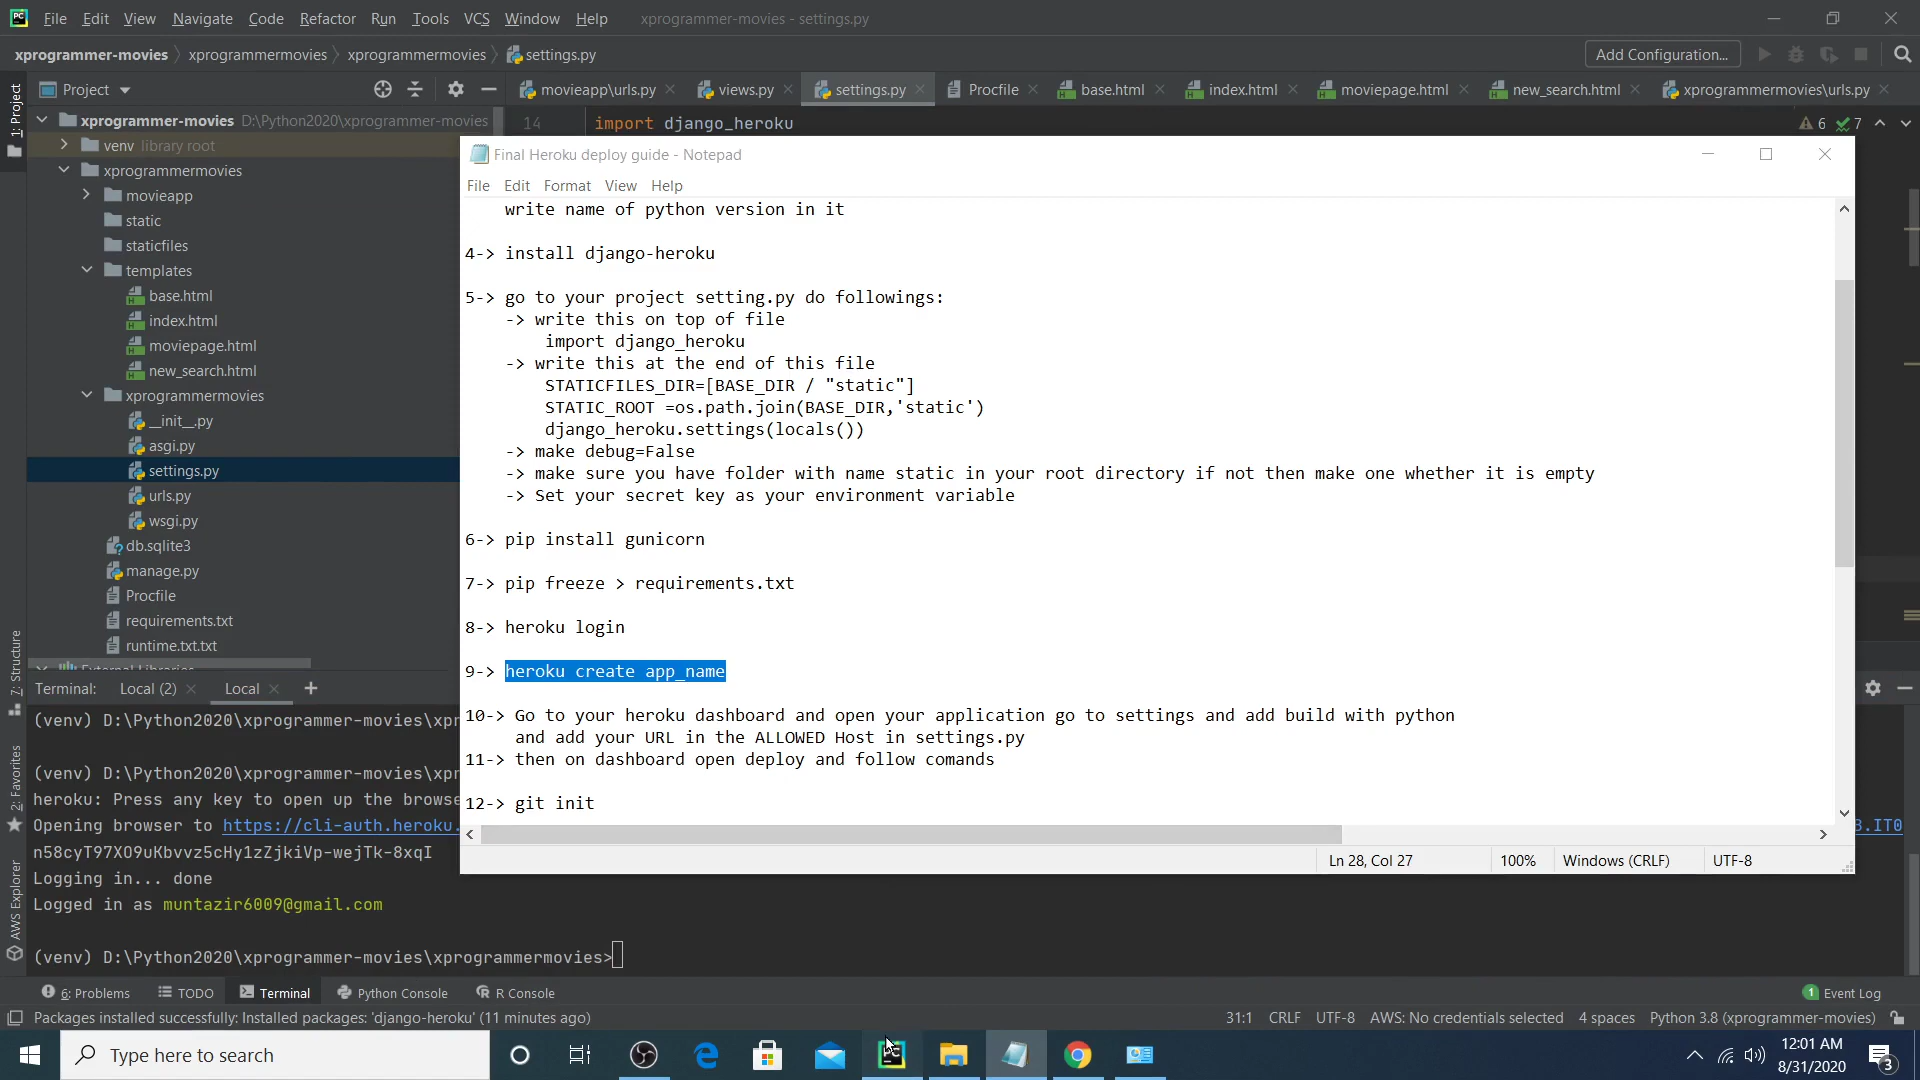 File Edit View Navigate Code Refactor Run Tools VCS Window Help xprogrammer-movies - settings.py
xprogrammer-movies xprogrammermovies xprogrammermovies settings.py Add Configuration...
1: Project
Project
movieapp\urls.py views.py settings.py Procfile base.html index.html moviepage.html new_search.html xprogrammermovies\urls.py
xprogrammer-movies D:\Python2020\xprogrammer-movies
14 import django_heroku
6 7
venv library root
xprogrammermovies
movieapp
static
staticfiles
templates
base.html
index.html
moviepage.html
new_search.html
xprogrammermovies
__init__.py
asgi.py
settings.py
urls.py
wsgi.py
db.sqlite3
manage.py
Procfile
requirements.txt
runtime.txt.txt
External Libraries
Final Heroku deploy guide - Notepad
File Edit Format View Help
write name of python version in it
4-> install django-heroku
5-> go to your project setting.py do followings:
-> write this on top of file
import django_heroku
-> write this at the end of this file
STATICFILES_DIR=[BASE_DIR / "static"]
STATIC_ROOT =os.path.join(BASE_DIR,'static')
django_heroku.settings(locals())
-> make debug=False
-> make sure you have folder with name static in your root directory if not then make one whether it is empty
-> Set your secret key as your environment variable
6-> pip install gunicorn
7-> pip freeze > requirements.txt
8-> heroku login
9-> heroku create app_name
10-> Go to your heroku dashboard and open your application go to settings and add build with python
and add your URL in the ALLOWED Host in settings.py
11-> then on dashboard open deploy and follow comands
12-> git init
Ln 28, Col 27 100% Windows (CRLF) UTF-8
7: Structure
2: Favorites
AWS Explorer
Terminal: Local (2) Local
(venv) D:\Python2020\xprogrammer-movies\xpr
(venv) D:\Python2020\xprogrammer-movies\xpr
heroku: Press any key to open up the browse
Opening browser to https://cli-auth.heroku. B.IT0
n58cyT97XO9uKbvvz5cHy1zZjkiVp-wejTk-8xqI
Logging in... done
Logged in as muntazir6009@gmail.com
(venv) D:\Python2020\xprogrammer-movies\xprogrammermovies>
6: Problems TODO Terminal Python Console R Console 1 Event Log
Packages installed successfully: Installed packages: 'django-heroku' (11 minutes ago) 31:1 CRLF UTF-8 AWS: No credentials selected 4 spaces Python 3.8 (xprogrammer-movies)
Type here to search
12:01 AM
8/31/2020
3